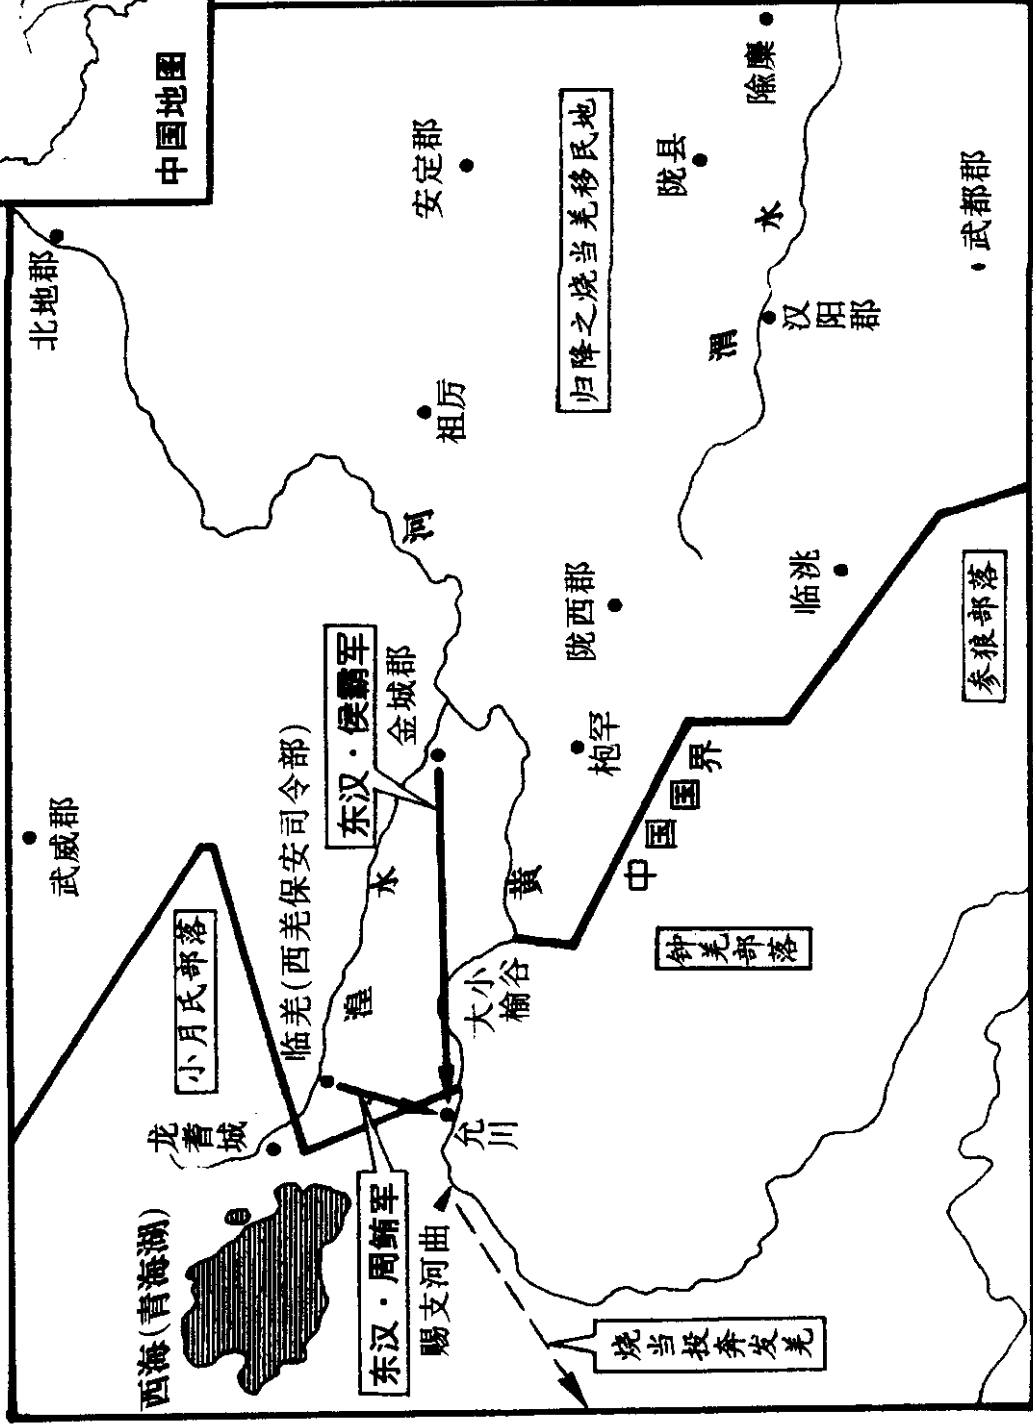 中国地图
北地郡
安定郡
隃麋
陇县
归降之烧当羌移民地
武都郡
渭水
汉阳郡
祖厉
黄河
陇西郡
临洮
参狼部落
东汉·侯霸军
金城郡
枹罕
中国国界
武威郡
小月氏部落
临羌(西羌保安司令部)
湟水
大小
榆谷
钟羌部落
龙耆城
允川
西海(青海湖)
东汉·周鲔军
赐支河曲
烧当投奔发羌